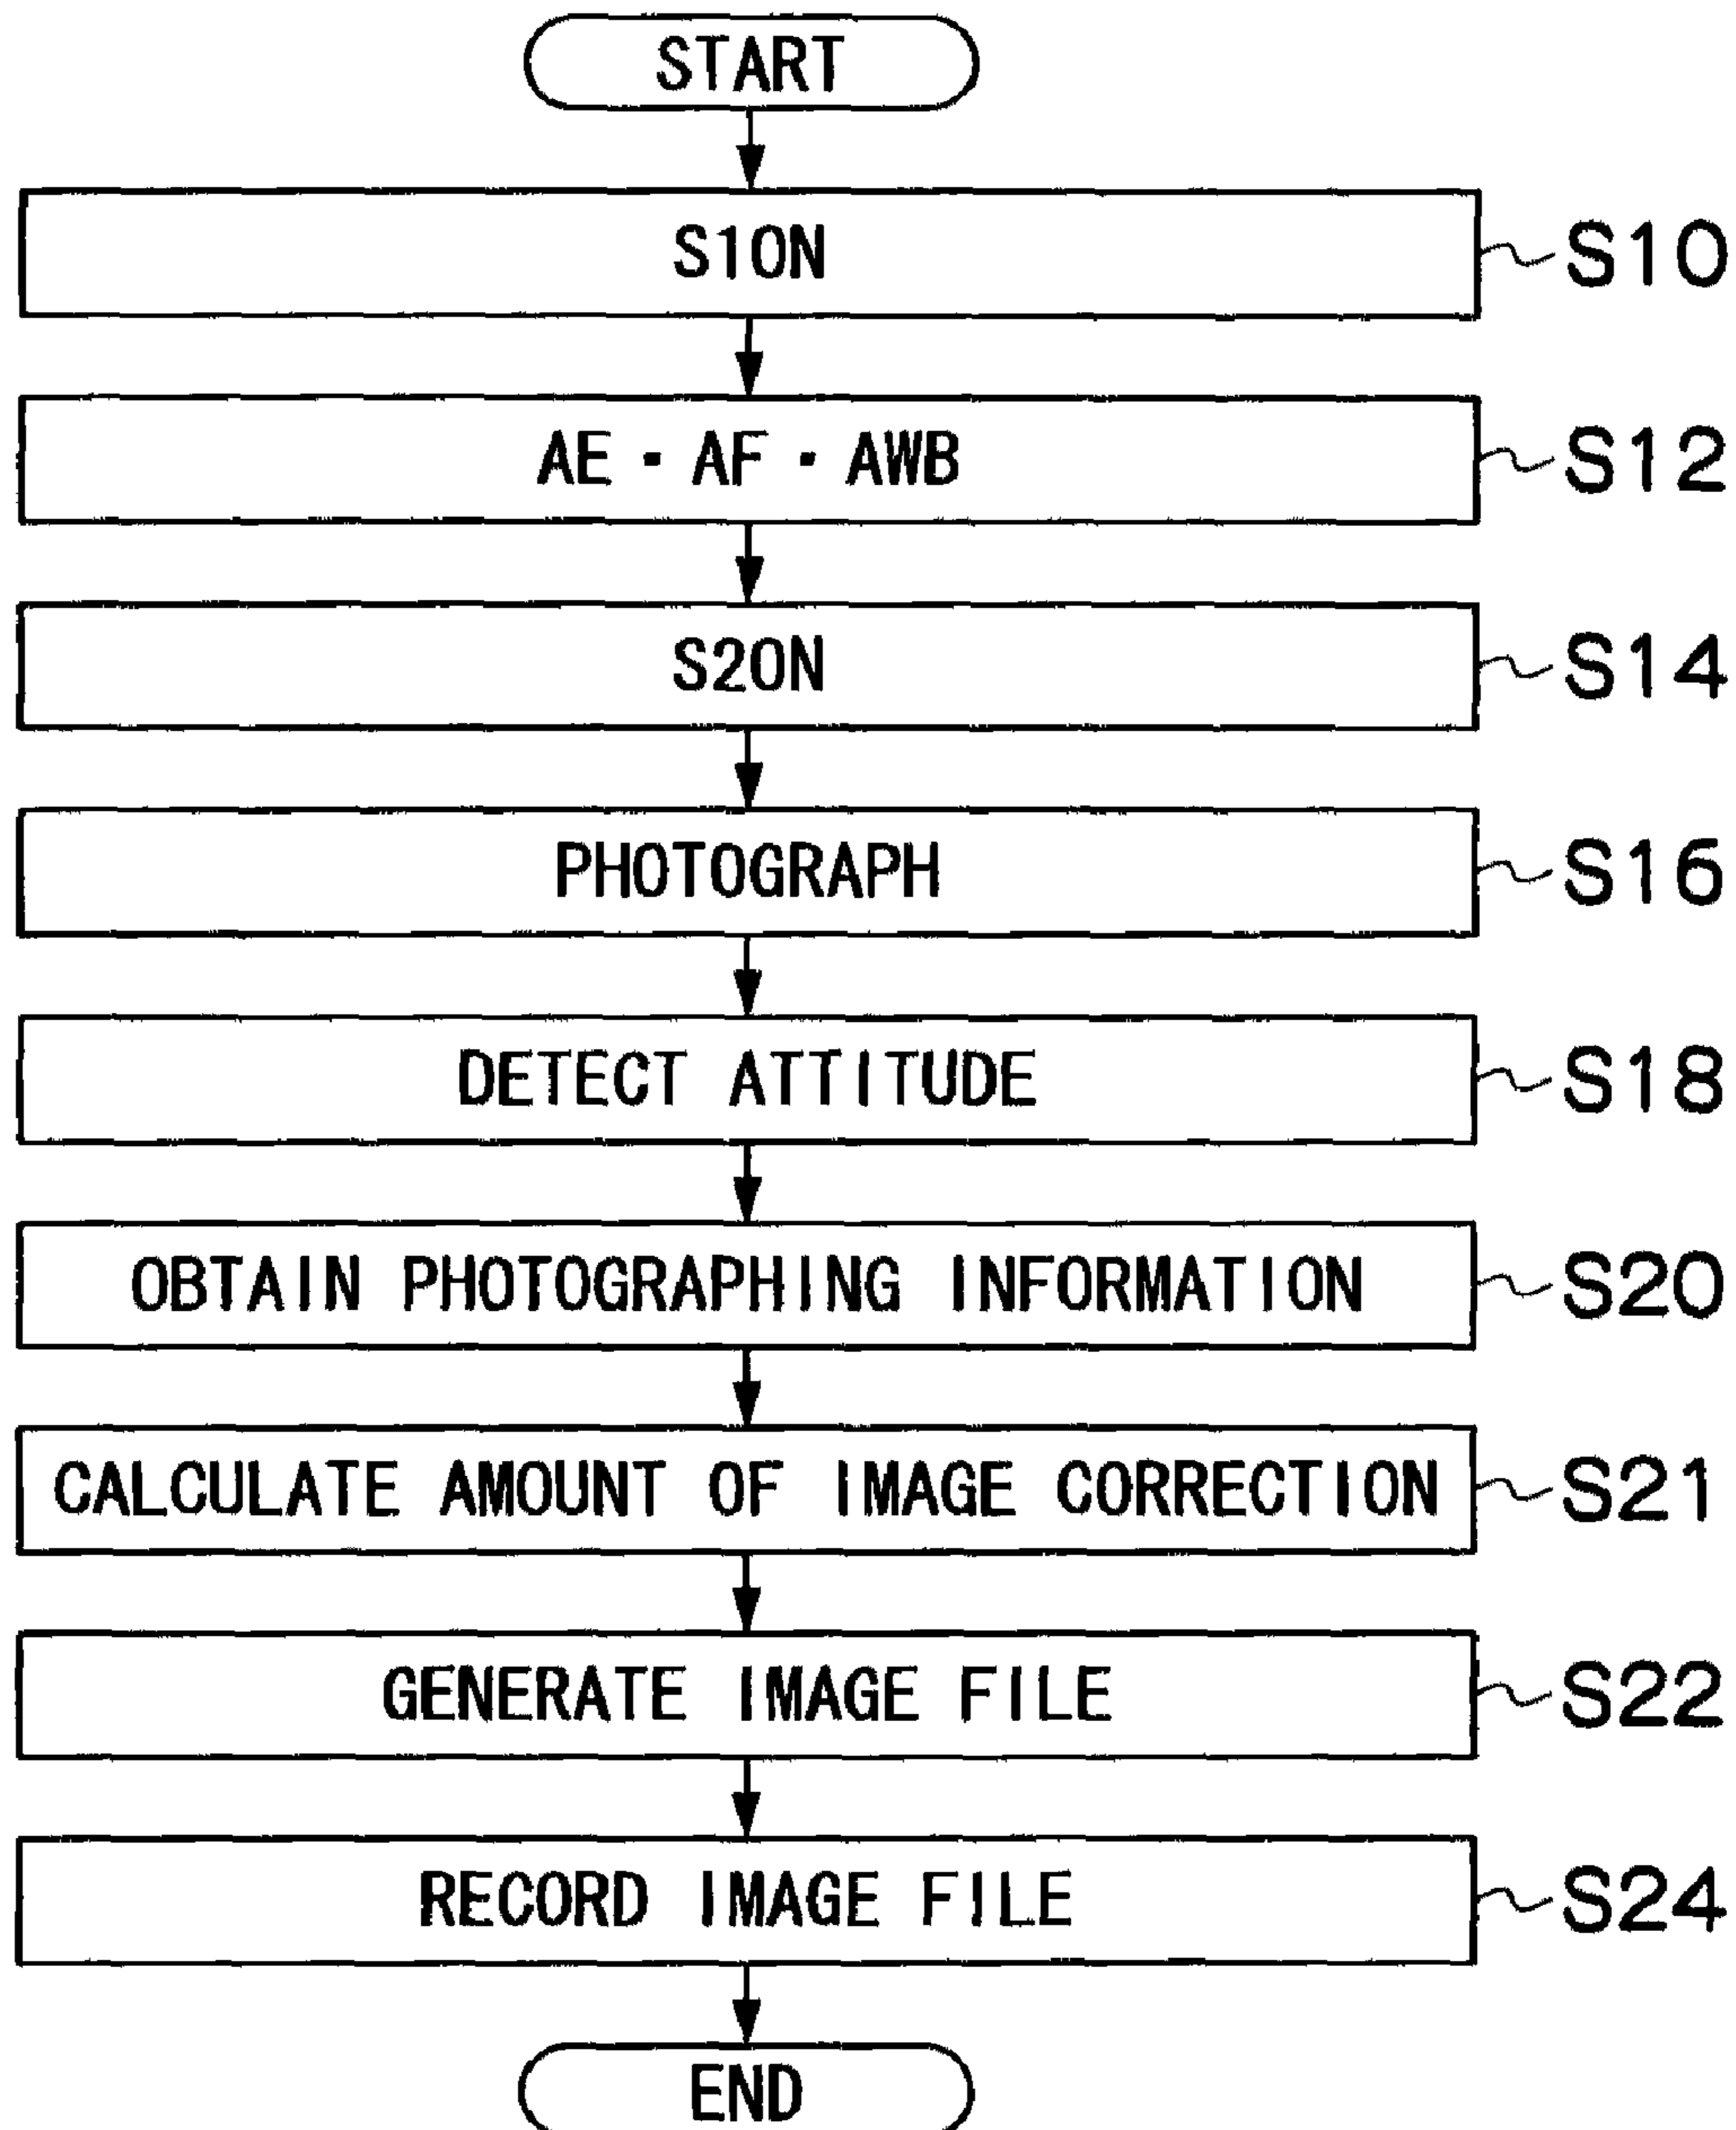 START
S1ON S10
AE・AF・AWB S12
S2ON S14
PHOTOGRAPH S16
DETECT ATTITUDE S18
OBTAIN PHOTOGRAPHING INFORMATION S20
CALCULATE AMOUNT OF IMAGE CORRECTION S21
GENERATE IMAGE FILE S22
RECORD IMAGE FILE S24
END